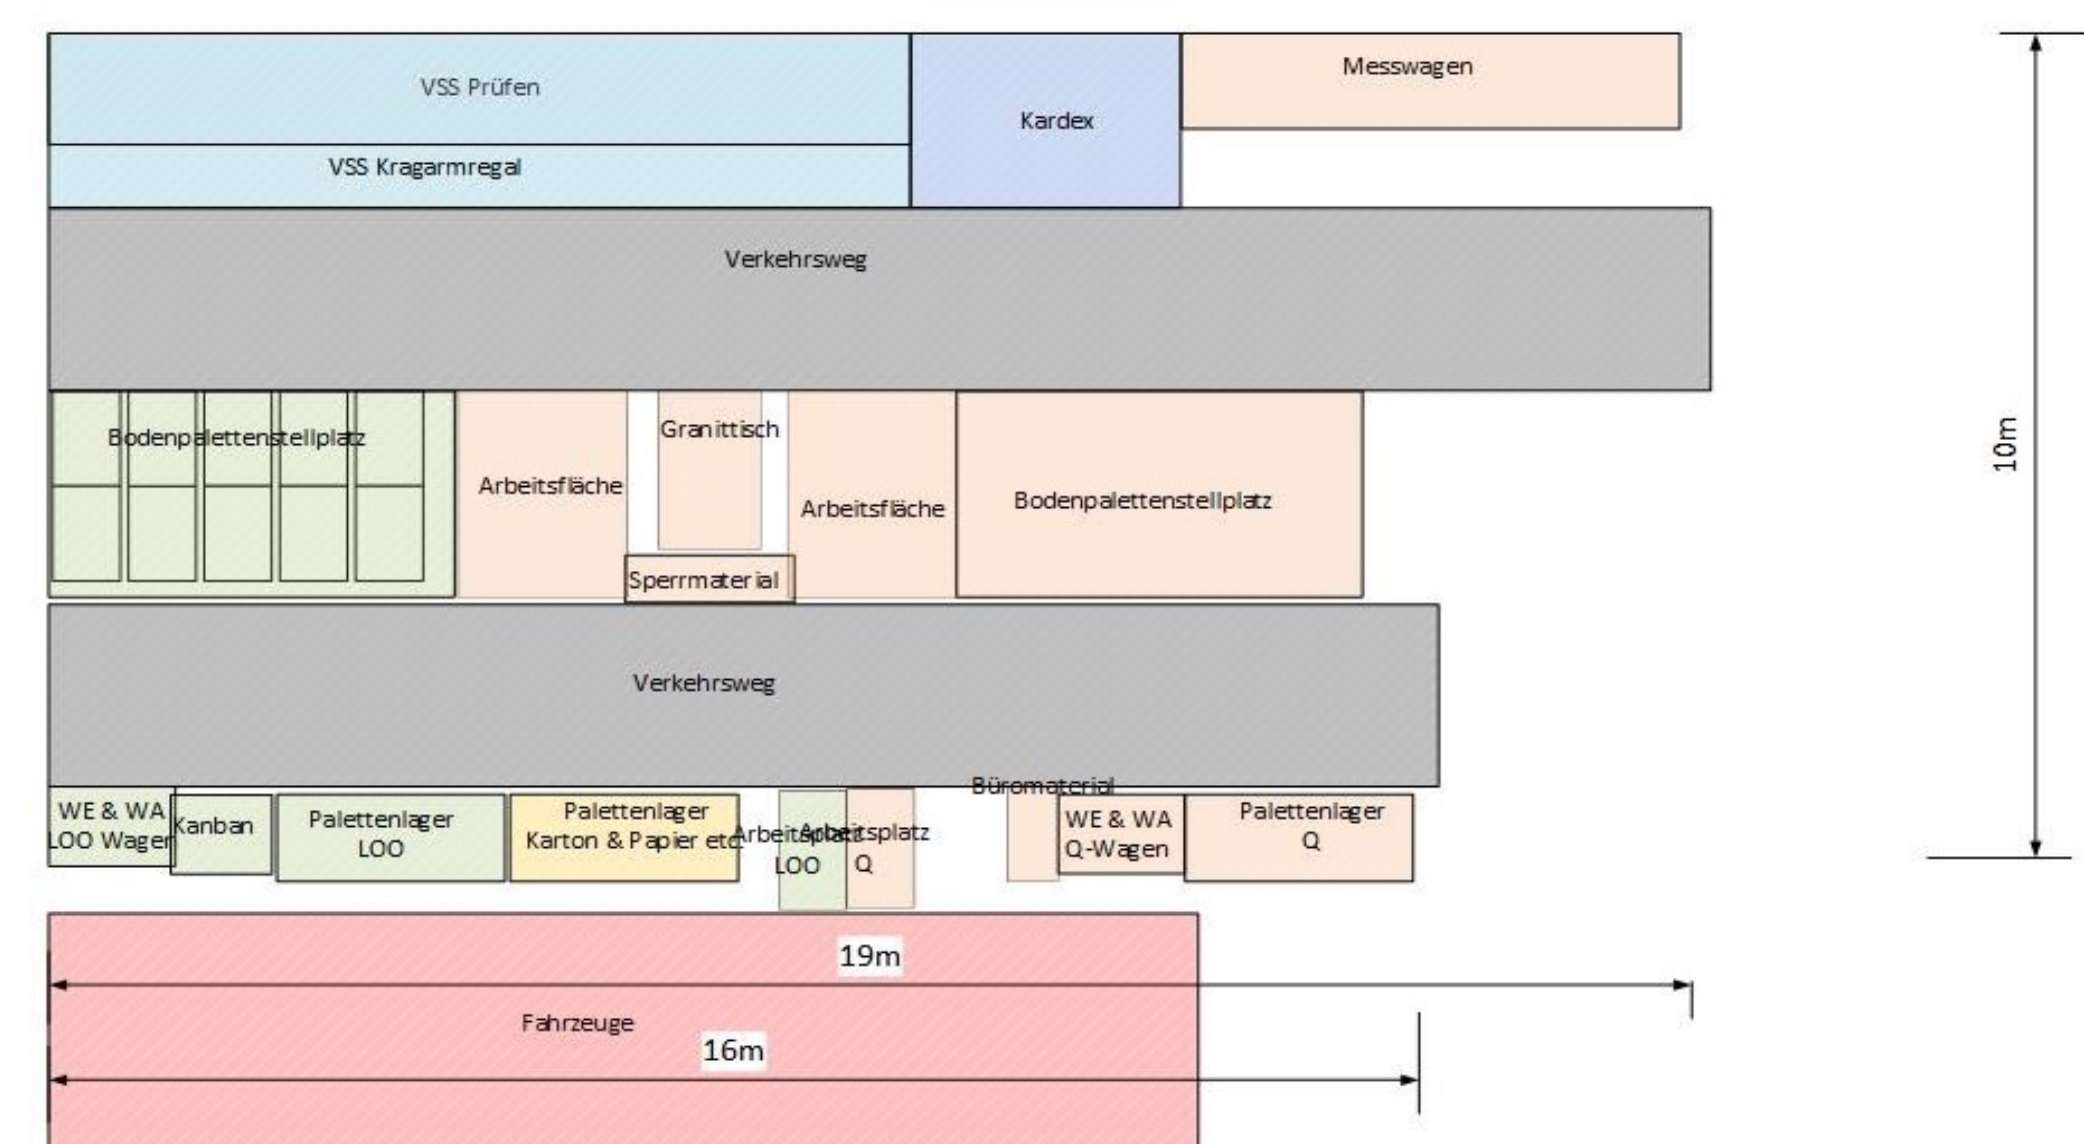 VSS Prüfen
Kardex
Messwagen
VSS Kragarmregal
Verkehrsweg
Bodenpalettenstellplatz
Arbeitsfläche
Granittisch
Arbeitsfläche
Bodenpalettenstellplatz
Sperrmaterial
10m
Verkehrsweg
WE & WA
LOO Wagen
Kanban
Palettenlager
LOO
Palettenlager
Karton & Papier etc.
Arbeitsplatz
LOO
Arbeitsplatz
Q
Büromaterial
WE & WA
Q-Wagen
Palettenlager
Q
19m
Fahrzeuge
16m